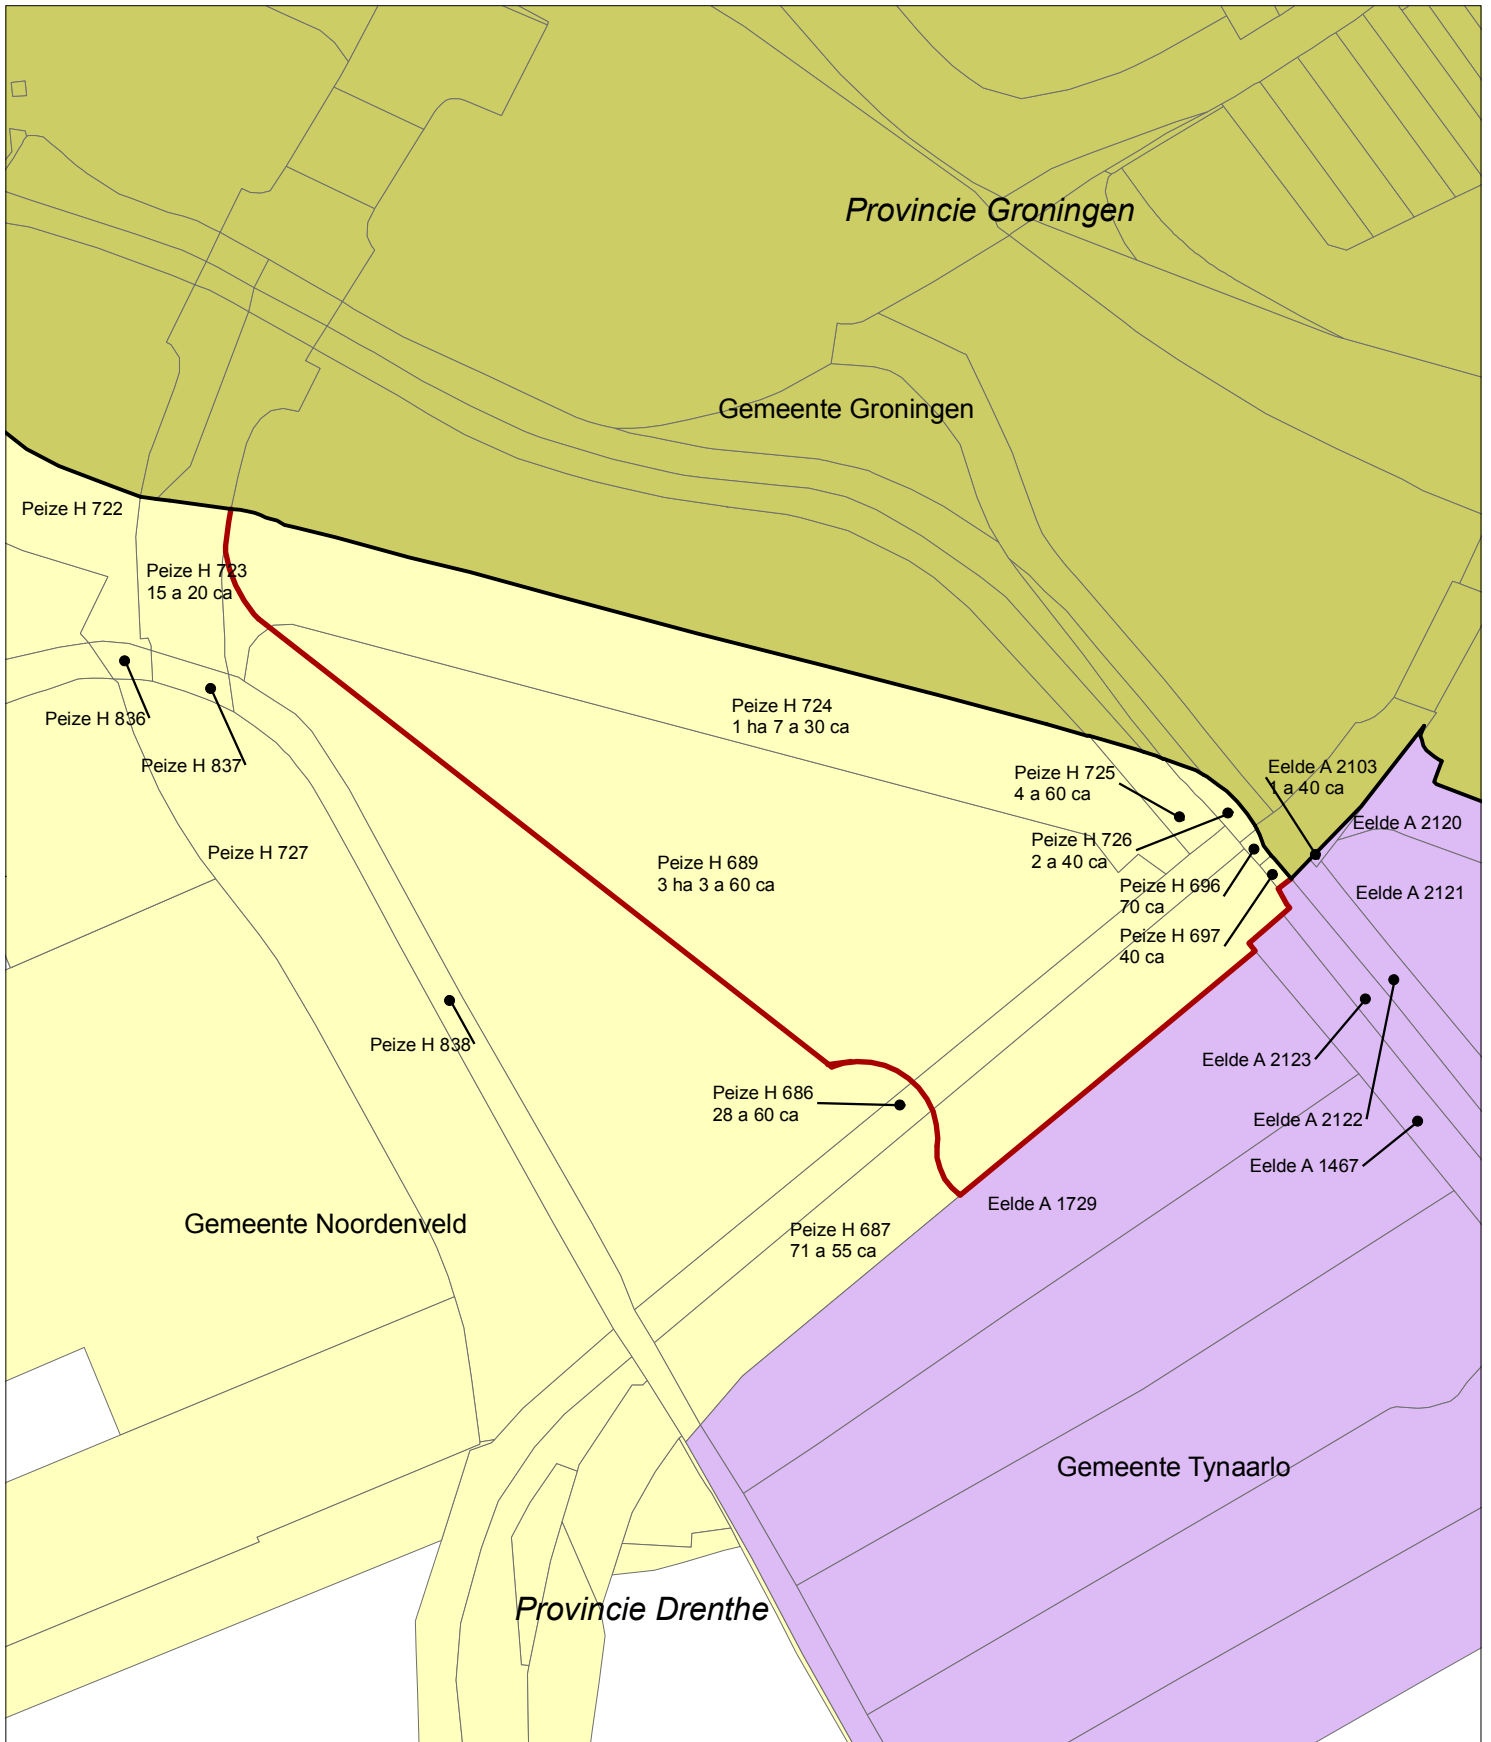 Provincie Groningen
Gemeente Groningen
Peize H 722
Peize H 723
15 a 20 ca
Peize H 836
Peize H 837
Peize H 724
1 ha 7 a 30 ca
Peize H 725
4 a 60 ca
Eelde A 2103
1 a 40 ca
Eelde A 2120
Peize H 726
2 a 40 ca
Peize H 727
Peize H 689
3 ha 3 a 60 ca
Peize H 696
70 ca
Eelde A 2121
Peize H 697
40 ca
Peize H 838
Eelde A 2123
Peize H 686
28 a 60 ca
Eelde A 2122
Eelde A 1467
Eelde A 1729
Gemeente Noordenveld
Peize H 687
71 a 55 ca
Gemeente Tynaarlo
Provincie Drenthe